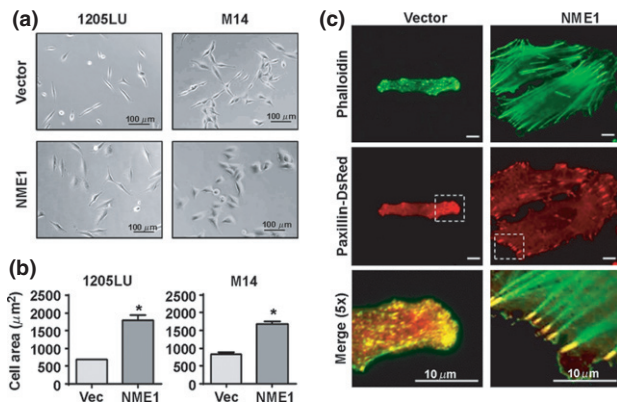 (a)
1205LU M14
Vector
100 μm 100 μm
NME1
100 μm 100 μm
(b)
1205LU M14
Cell area (μm²)
2500 2500
2000 2000
1500 1500
1000 1000
500 500
0 0
* *
Vec NME1 Vec NME1
(c)
Vector NME1
Phalloidin
Paxillin-DsRed
Merge (5x)
10 μm 10 μm